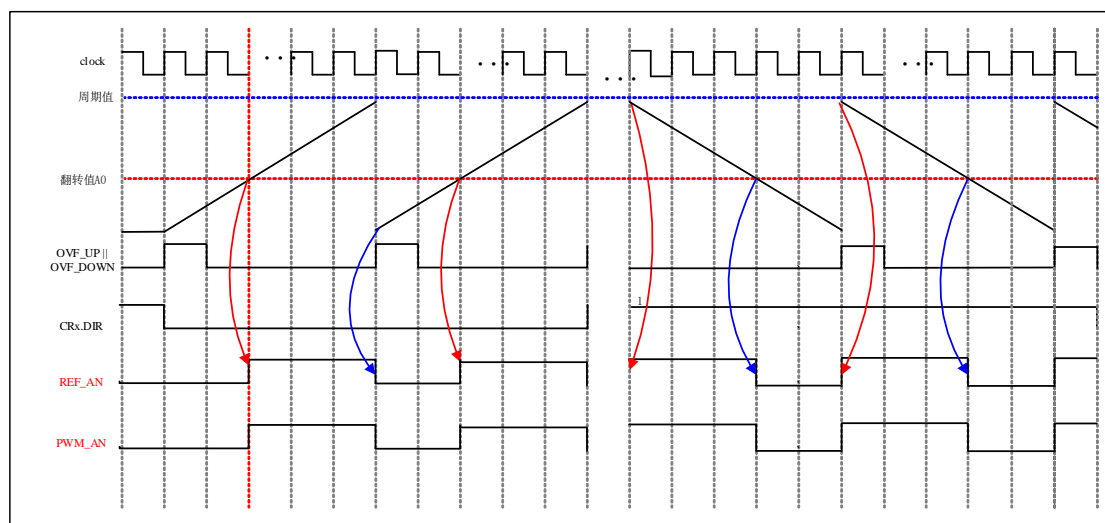 clock
周期值
翻转值A0
OVF_UP ||
OVF_DOWN
1
CRx.DIR
REF_AN
PWM_AN